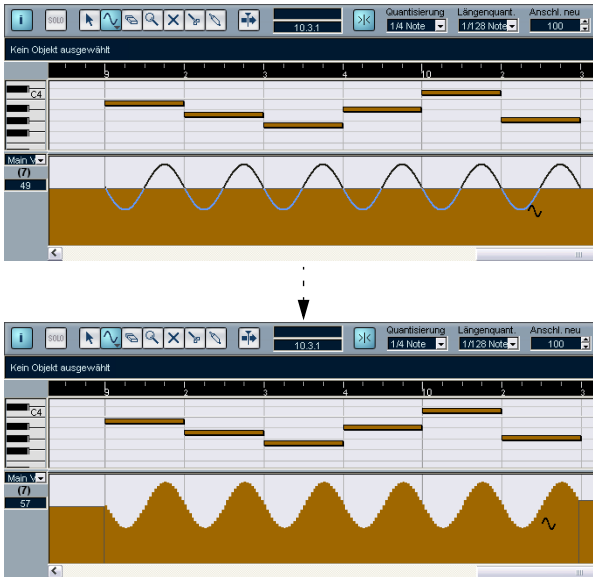 Quantisierung Längenquant. Anschl. neu
i SOLO 10.3.1 1/4 Note 1/128 Note 100
Kein Objekt ausgewählt
9 2 3 4 10 2 3
C4
Main V
(7)
49
Quantisierung Längenquant. Anschl. neu
i SOLO 10.3.1 1/4 Note 1/128 Note 100
Kein Objekt ausgewählt
9 2 3 4 10 2 3
C4
Main V
(7)
57